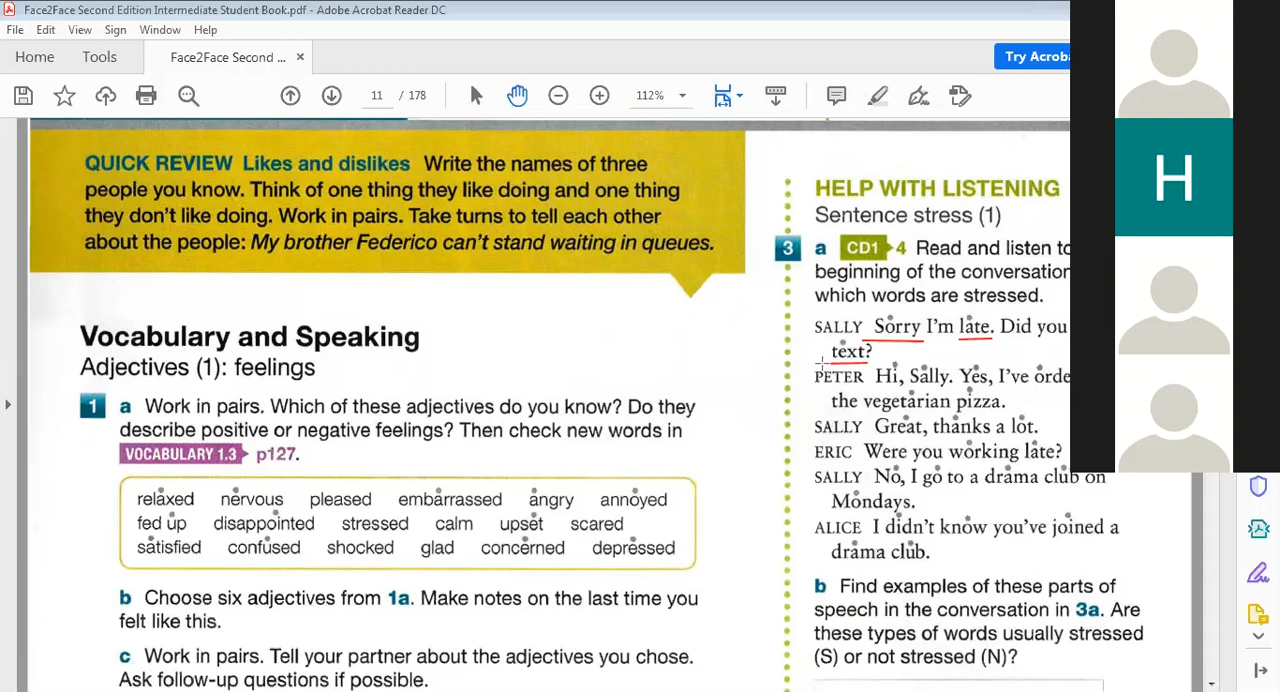 Face2Face Second Edition Intermediate Student Book.pdf - Adobe Acrobat Reader DC
File Edit View Sign Window Help
Home Tools Face2Face Second ... × Try Acroba
11 / 178 112%
QUICK REVIEW Likes and dislikes Write the names of three
people you know. Think of one thing they like doing and one thing
they don't like doing. Work in pairs. Take turns to tell each other
about the people: My brother Federico can't stand waiting in queues.
Vocabulary and Speaking
Adjectives (1): feelings
1 a Work in pairs. Which of these adjectives do you know? Do they
describe positive or negative feelings? Then check new words in
VOCABULARY 1.3 p127.
relaxed nervous pleased embarrassed angry annoyed
fed up disappointed stressed calm upset scared
satisfied confused shocked glad concerned depressed
b Choose six adjectives from 1a. Make notes on the last time you
felt like this.
c Work in pairs. Tell your partner about the adjectives you chose.
Ask follow-up questions if possible.
HELP WITH LISTENING
Sentence stress (1)
3 a CD1 4 Read and listen to
beginning of the conversation
which words are stressed.
SALLY Sorry I'm late. Did you
text?
PETER Hi, Sally. Yes, I've orde
the vegetarian pizza.
SALLY Great, thanks a lot.
ERIC Were you working late?
SALLY No, I go to a drama club on
Mondays.
ALICE I didn't know you've joined a
drama club.
b Find examples of these parts of
speech in the conversation in 3a. Are
these types of words usually stressed
(S) or not stressed (N)?
H